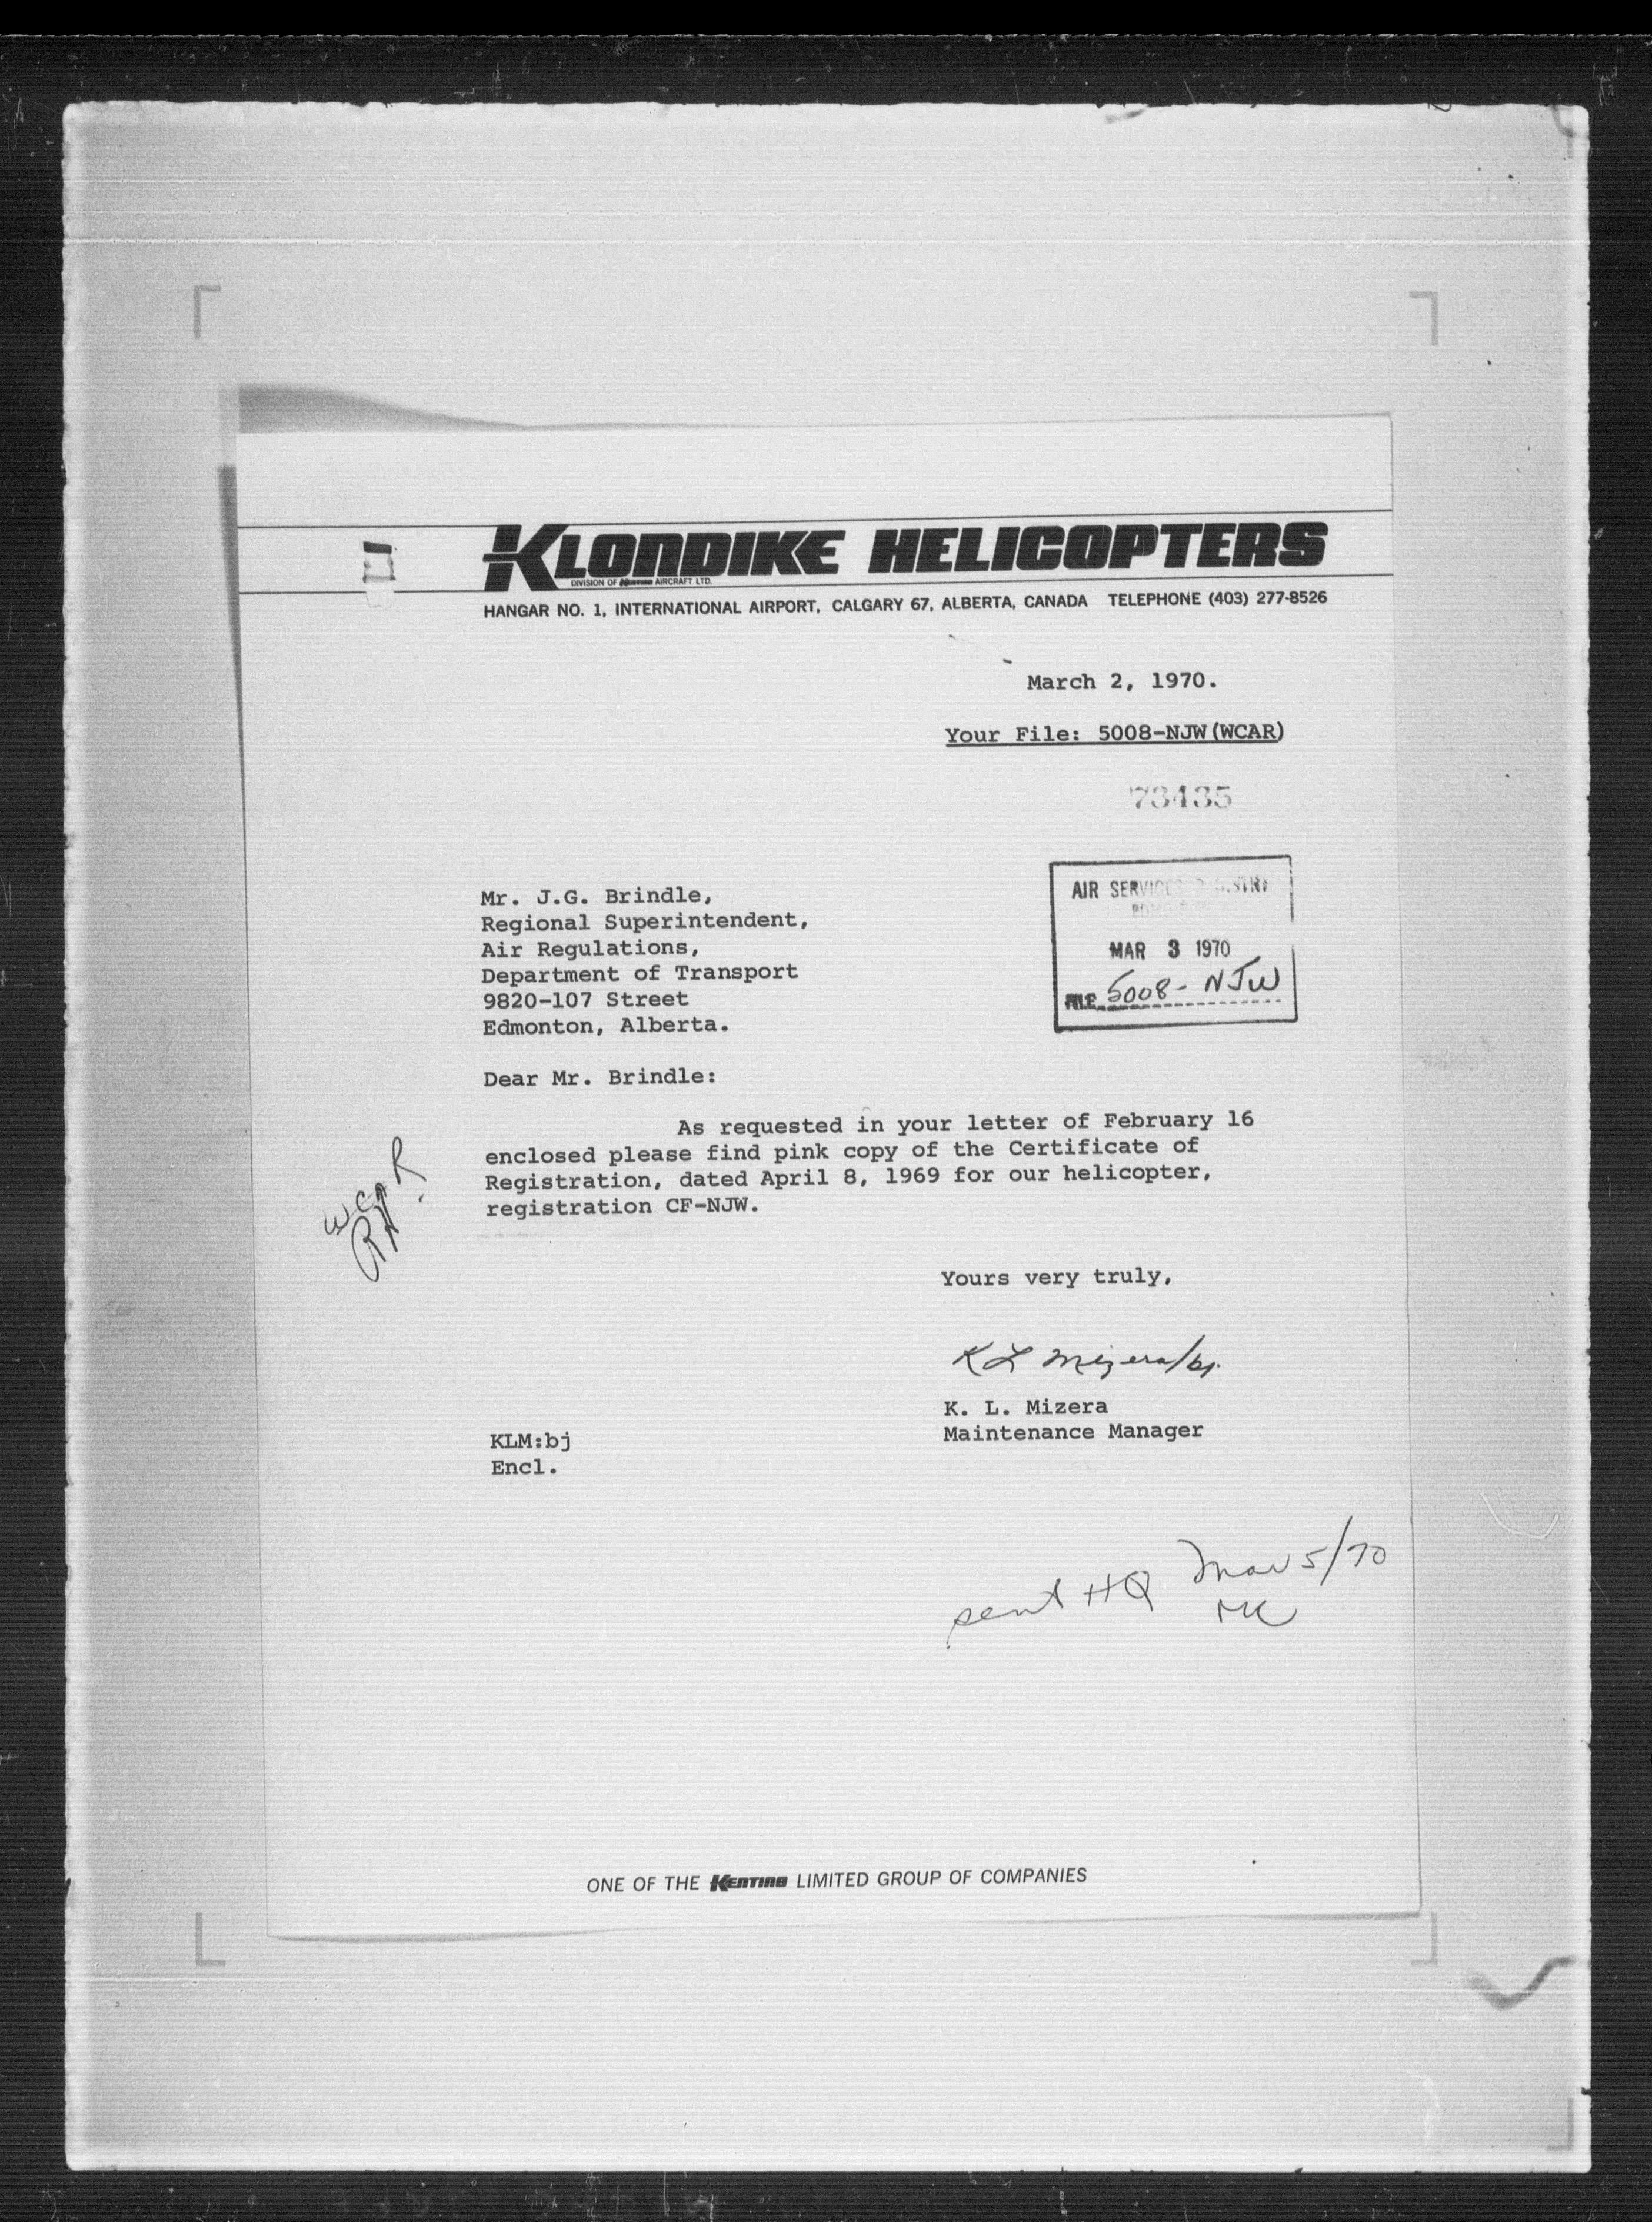 KLONDIKE HELICOPTERS
DIVISION OF KENTING AIRCRAFT LTD.
HANGAR NO. 1, INTERNATIONAL AIRPORT, CALGARY 67, ALBERTA, CANADA TELEPHONE (403) 277-8526
March 2, 1970.
Your File: 5008-NJW(WCAR)
73435
AIR SERVICES
MAR 3 1970
FILE 5008-NJW
Mr. J.G. Brindle,
Regional Superintendent,
Air Regulations,
Department of Transport
9820-107 Street
Edmonton, Alberta.
Dear Mr. Brindle:
As requested in your letter of February 16
enclosed please find pink copy of the Certificate of
Registration, dated April 8, 1969 for our helicopter,
registration CF-NJW.
WCAR
Yours very truly,
K L Mizera/bj.
K. L. Mizera
Maintenance Manager
KLM:bj
Encl.
sent HQ Mar 5/70
MC
ONE OF THE KENTING LIMITED GROUP OF COMPANIES